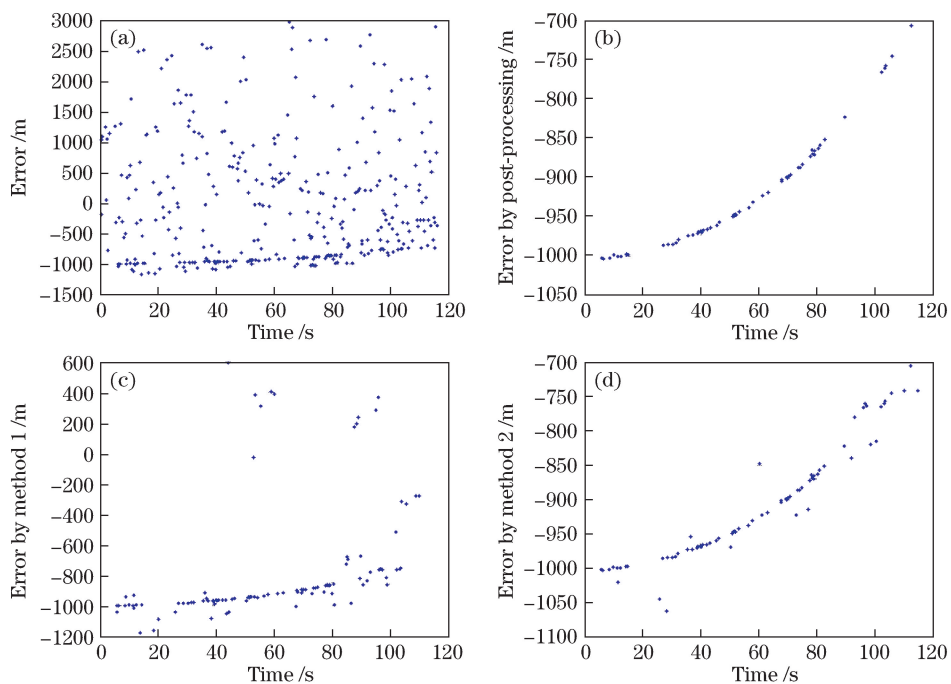 (a)
Error /m
3000
2500
2000
1500
1000
500
0
−500
−1000
−1500
0 20 40 60 80 100 120
Time /s
(b)
Error by post-processing /m
−700
−750
−800
−850
−900
−950
−1000
−1050
0 20 40 60 80 100 120
Time /s
(c)
Error by method 1 /m
600
400
200
0
−200
−400
−600
−800
−1000
−1200
0 20 40 60 80 100 120
Time /s
(d)
Error by method 2 /m
−700
−750
−800
−850
−900
−950
−1000
−1050
−1100
0 20 40 60 80 100 120
Time /s